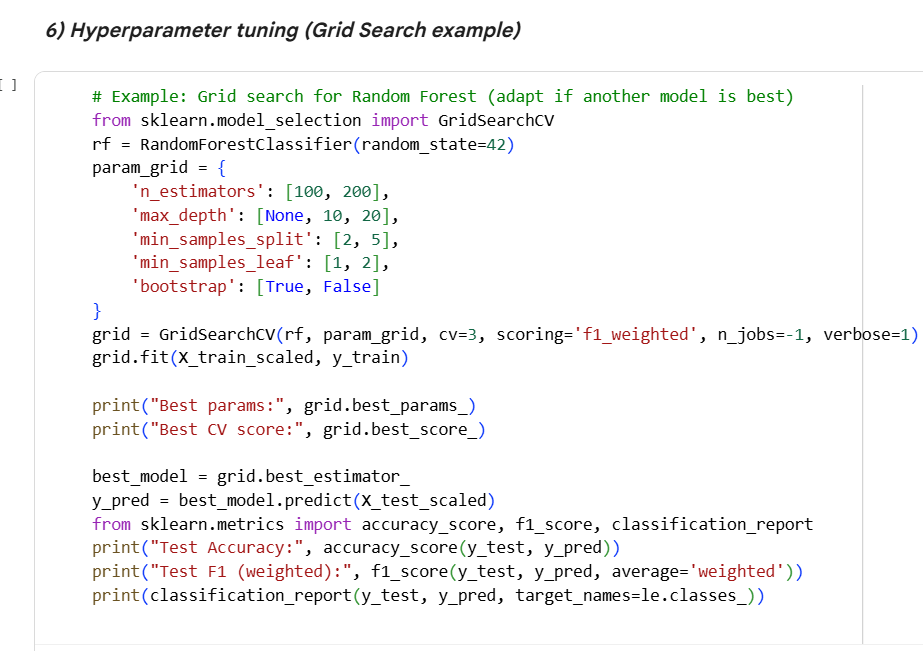 6) Hyperparameter tuning (Grid Search example)
[ ]
# Example: Grid search for Random Forest (adapt if another model is best)
from sklearn.model_selection import GridSearchCV
rf = RandomForestClassifier(random_state=42)
param_grid = {
    'n_estimators': [100, 200],
    'max_depth': [None, 10, 20],
    'min_samples_split': [2, 5],
    'min_samples_leaf': [1, 2],
    'bootstrap': [True, False]
}
grid = GridSearchCV(rf, param_grid, cv=3, scoring='f1_weighted', n_jobs=-1, verbose=1)
grid.fit(X_train_scaled, y_train)
print("Best params:", grid.best_params_)
print("Best CV score:", grid.best_score_)
best_model = grid.best_estimator_
y_pred = best_model.predict(X_test_scaled)
from sklearn.metrics import accuracy_score, f1_score, classification_report
print("Test Accuracy:", accuracy_score(y_test, y_pred))
print("Test F1 (weighted):", f1_score(y_test, y_pred, average='weighted'))
print(classification_report(y_test, y_pred, target_names=le.classes_))